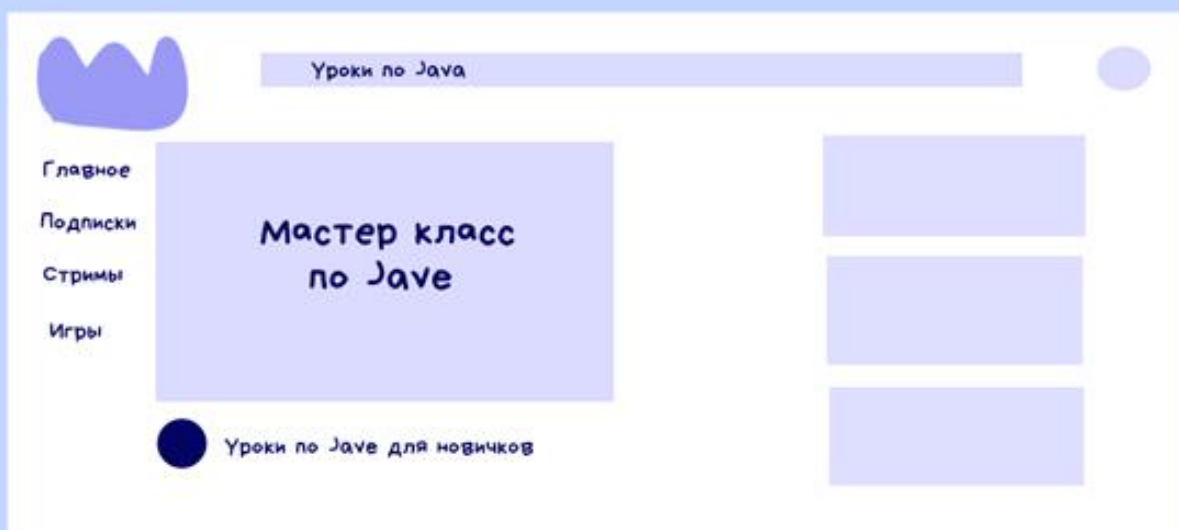 Уроки по Java
Главное
Подписки
Стримы
Игры
Мастер класс
по Jave
Уроки по Jave для новичков